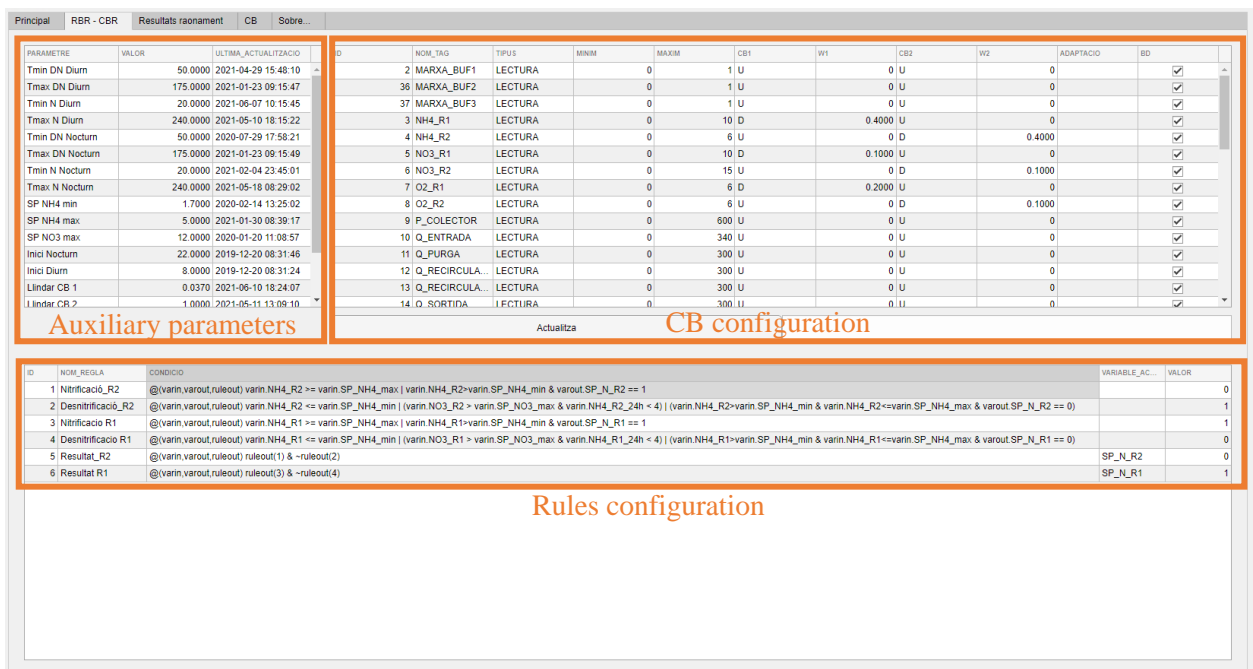 Principal RBR - CBR Resultats raonament CB Sobre...
PARAMETRE VALOR ULTIMA_ACTUALITZACIO
Tmin DN Diurn 50.0000 2021-04-29 15:48:10
Tmax DN Diurn 175.0000 2021-01-23 09:15:47
Tmin N Diurn 20.0000 2021-06-07 10:15:45
Tmax N Diurn 240.0000 2021-05-10 18:15:22
Tmin DN Nocturn 50.0000 2020-07-29 17:58:21
Tmax DN Nocturn 175.0000 2021-01-23 09:15:49
Tmin N Nocturn 20.0000 2021-02-04 23:45:01
Tmax N Nocturn 240.0000 2021-05-18 08:29:02
SP NH4 min 1.7000 2020-02-14 13:25:02
SP NH4 max 5.0000 2021-01-30 08:39:17
SP NO3 max 12.0000 2020-01-20 11:08:57
Inici Nocturn 22.0000 2019-12-20 08:31:46
Inici Diurn 8.0000 2019-12-20 08:31:24
Llindar CB 1 0.0370 2021-06-10 18:24:07
Llindar CB 2 1.0000 2021-05-11 13:09:10
Auxiliary parameters
ID NOM_TAG TIPUS MINIM MAXIM CB1 W1 CB2 W2 ADAPTACIO BD
2 MARXA_BUF1 LECTURA 0 1 U 0 U 0
36 MARXA_BUF2 LECTURA 0 1 U 0 U 0
37 MARXA_BUF3 LECTURA 0 1 U 0 U 0
3 NH4_R1 LECTURA 0 10 D 0.4000 U 0
4 NH4_R2 LECTURA 0 6 U 0 D 0.4000
5 NO3_R1 LECTURA 0 10 D 0.1000 U 0
6 NO3_R2 LECTURA 0 15 U 0 D 0.1000
7 O2_R1 LECTURA 0 6 D 0.2000 U 0
8 O2_R2 LECTURA 0 6 U 0 D 0.1000
9 P_COLECTOR LECTURA 0 600 U 0 U 0
10 Q_ENTRADA LECTURA 0 340 U 0 U 0
11 Q_PURGA LECTURA 0 300 U 0 U 0
12 Q_RECIRCULA... LECTURA 0 300 U 0 U 0
13 Q_RECIRCULA... LECTURA 0 300 U 0 U 0
14 Q_SORTIDA LECTURA 0 300 U 0 U 0
Actualitza
CB configuration
ID NOM_REGLA CONDICIO VARIABLE_AC... VALOR
1 Nitrificació_R2 @(varin,varout,ruleout) varin.NH4_R2 >= varin.SP_NH4_max | varin.NH4_R2>varin.SP_NH4_min & varout.SP_N_R2 == 1 0
2 Desnitrificació_R2 @(varin,varout,ruleout) varin.NH4_R2 <= varin.SP_NH4_min | (varin.NO3_R2 > varin.SP_NO3_max & varin.NH4_R2_24h < 4) | (varin.NH4_R2>varin.SP_NH4_min & varin.NH4_R2<=varin.SP_NH4_max & varout.SP_N_R2 == 0) 1
3 Nitrificacio R1 @(varin,varout,ruleout) varin.NH4_R1 >= varin.SP_NH4_max | varin.NH4_R1>varin.SP_NH4_min & varout.SP_N_R1 == 1 1
4 Desnitrificacio R1 @(varin,varout,ruleout) varin.NH4_R1 <= varin.SP_NH4_min | (varin.NO3_R1 > varin.SP_NO3_max & varin.NH4_R1_24h < 4) | (varin.NH4_R1>varin.SP_NH4_min & varin.NH4_R1<=varin.SP_NH4_max & varout.SP_N_R1 == 0) 0
5 Resultat_R2 @(varin,varout,ruleout) ruleout(1) & ~ruleout(2) SP_N_R2 0
6 Resultat R1 @(varin,varout,ruleout) ruleout(3) & ~ruleout(4) SP_N_R1 1
Rules configuration